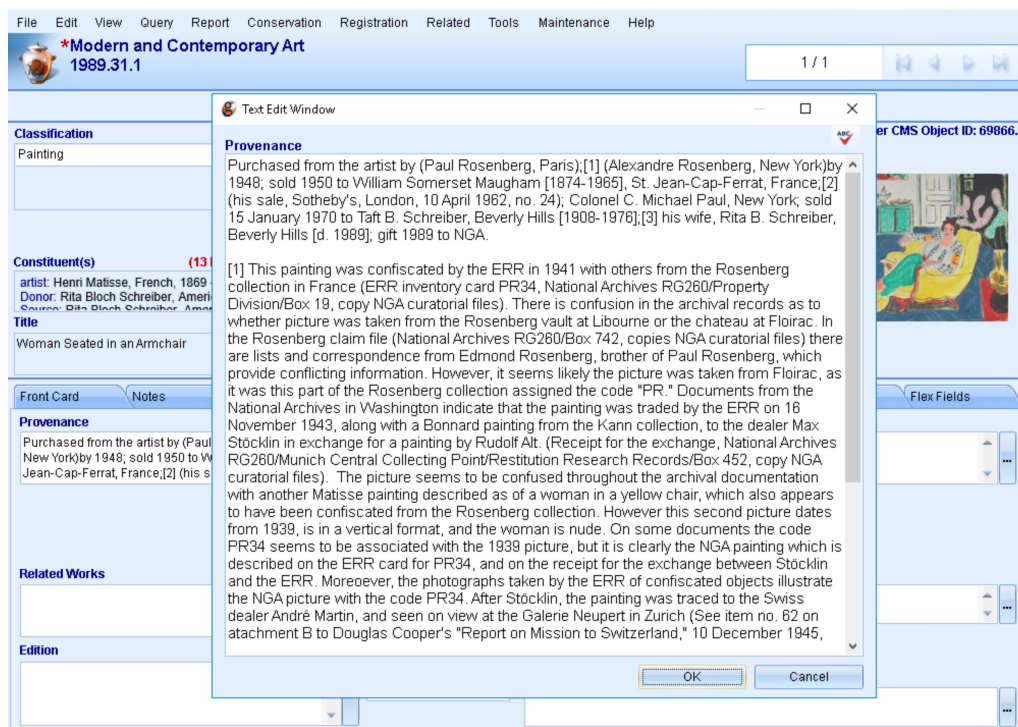 File Edit View Query Report Conservation Registration Related Tools Maintenance Help
*Modern and Contemporary Art
1989.31.1
1 / 1
Classification
Painting
er CMS Object ID: 69866.
Constituent(s) (13
artist: Henri Matisse, French, 1869 -
Donor: Rita Bloch Schreiber, Ameri
Source: Rita Bloch Schreiber, Amer
Title
Woman Seated in an Armchair
Front Card Notes Flex Fields
Provenance
Purchased from the artist by (Paul
New York)by 1948; sold 1950 to W
Jean-Cap-Ferrat, France;[2] (his s
Related Works
Edition
Text Edit Window
ABC
Provenance
Purchased from the artist by (Paul Rosenberg, Paris);[1] (Alexandre Rosenberg, New York)by
1948; sold 1950 to William Somerset Maugham [1874-1965], St. Jean-Cap-Ferrat, France;[2]
(his sale, Sotheby's, London, 10 April 1962, no. 24); Colonel C. Michael Paul, New York; sold
15 January 1970 to Taft B. Schreiber, Beverly Hills [1908-1976];[3] his wife, Rita B. Schreiber,
Beverly Hills [d. 1989]; gift 1989 to NGA.
[1] This painting was confiscated by the ERR in 1941 with others from the Rosenberg
collection in France (ERR inventory card PR34, National Archives RG260/Property
Division/Box 19, copy NGA curatorial files). There is confusion in the archival records as to
whether picture was taken from the Rosenberg vault at Libourne or the chateau at Floirac. In
the Rosenberg claim file (National Archives RG260/Box 742, copies NGA curatorial files) there
are lists and correspondence from Edmond Rosenberg, brother of Paul Rosenberg, which
provide conflicting information. However, it seems likely the picture was taken from Floirac, as
it was this part of the Rosenberg collection assigned the code "PR." Documents from the
National Archives in Washington indicate that the painting was traded by the ERR on 16
November 1943, along with a Bonnard painting from the Kann collection, to the dealer Max
Stöcklin in exchange for a painting by Rudolf Alt. (Receipt for the exchange, National Archives
RG260/Munich Central Collecting Point/Restitution Research Records/Box 452, copy NGA
curatorial files). The picture seems to be confused throughout the archival documentation
with another Matisse painting described as of a woman in a yellow chair, which also appears
to have been confiscated from the Rosenberg collection. However this second picture dates
from 1939, is in a vertical format, and the woman is nude. On some documents the code
PR34 seems to be associated with the 1939 picture, but it is clearly the NGA painting which is
described on the ERR card for PR34, and on the receipt for the exchange between Stöcklin
and the ERR. Moreoever, the photographs taken by the ERR of confiscated objects illustrate
the NGA picture with the code PR34. After Stöcklin, the painting was traced to the Swiss
dealer André Martin, and seen on view at the Galerie Neupert in Zurich (See item no. 62 on
atachment B to Douglas Cooper's "Report on Mission to Switzerland," 10 December 1945,
OK Cancel